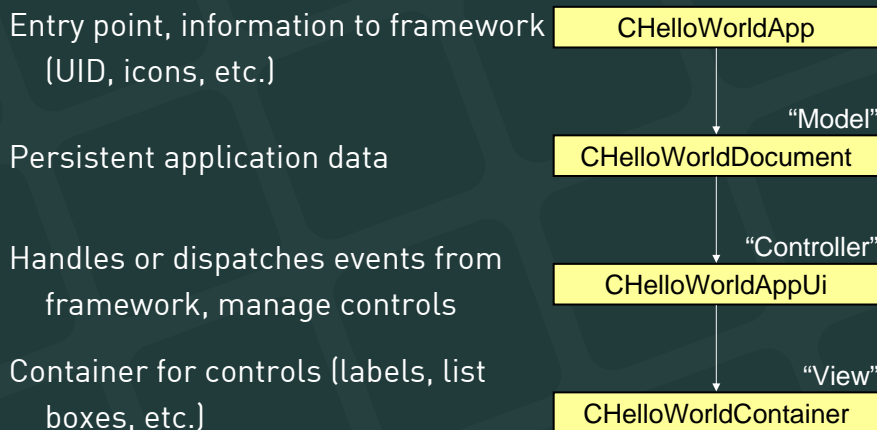 Entry point, information to framework
(UID, icons, etc.)
CHelloWorldApp
“Model”
Persistent application data
CHelloWorldDocument
“Controller”
Handles or dispatches events from
framework, manage controls
CHelloWorldAppUi
“View”
Container for controls (labels, list
boxes, etc.)
CHelloWorldContainer